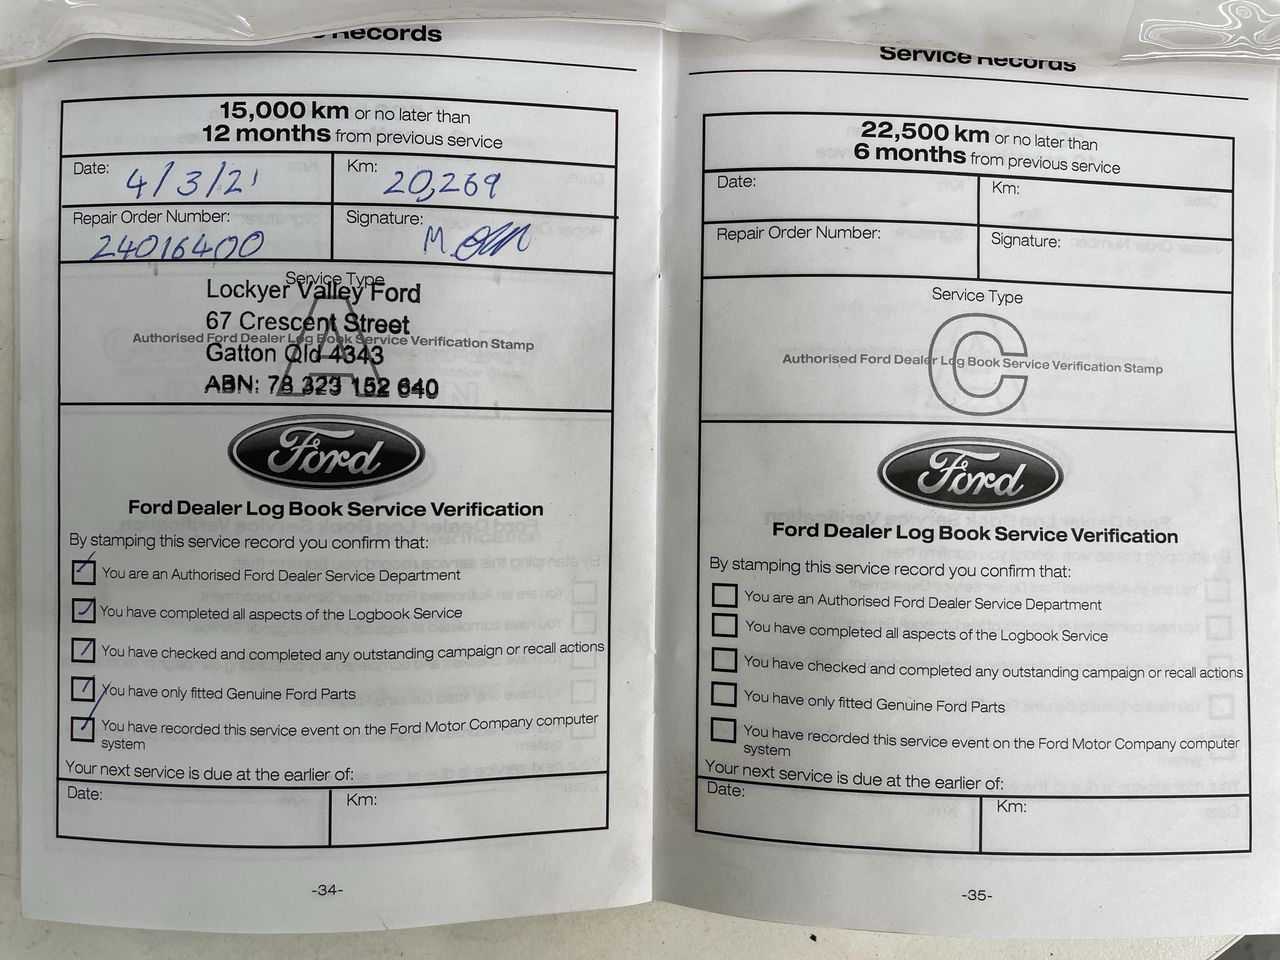 Records
15,000 km or no later than
12 months from previous service
Date: 4/3/21
Km: 20,269
Repair Order Number: 24016400
Signature: M
Service Type
A
Authorised Ford Dealer Log Book Service Verification Stamp
Lockyer Valley Ford
67 Crescent Street
Gatton Qld 4343
ABN: 78 323 152 640
Ford
Ford Dealer Log Book Service Verification
By stamping this service record you confirm that:
You are an Authorised Ford Dealer Service Department
You have completed all aspects of the Logbook Service
You have checked and completed any outstanding campaign or recall actions
You have only fitted Genuine Ford Parts
You have recorded this service event on the Ford Motor Company computer
system
Your next service is due at the earlier of:
Date:
Km:
-34-
Service Records
22,500 km or no later than
6 months from previous service
Date:
Km:
Repair Order Number:
Signature:
Service Type
C
Authorised Ford Dealer Log Book Service Verification Stamp
Ford
Ford Dealer Log Book Service Verification
By stamping this service record you confirm that:
You are an Authorised Ford Dealer Service Department
You have completed all aspects of the Logbook Service
You have checked and completed any outstanding campaign or recall actions
You have only fitted Genuine Ford Parts
You have recorded this service event on the Ford Motor Company computer
system
Your next service is due at the earlier of:
Date:
Km:
-35-